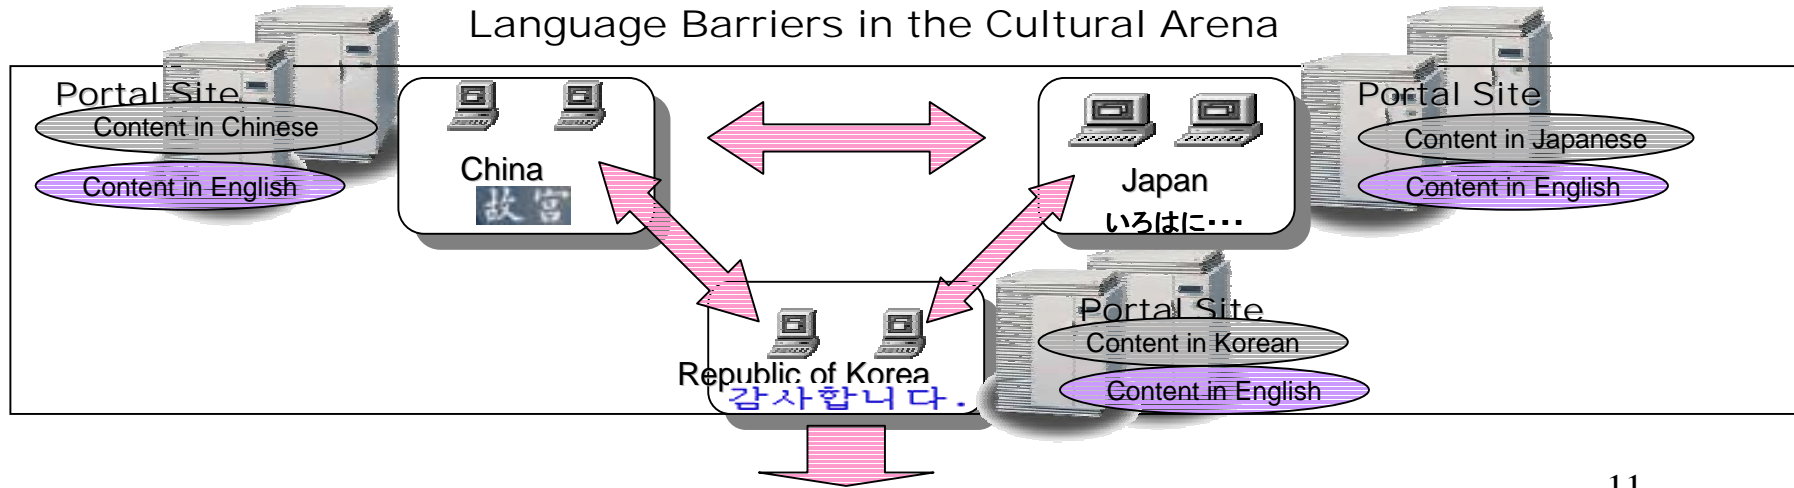 Language Barriers in the Cultural Arena
Portal Site
Content in Chinese
Content in English
China
故宮
Japan
いろはに・・・
Portal Site
Content in Japanese
Content in English
Republic of Korea
감사합니다.
Portal Site
Content in Korean
Content in English
11